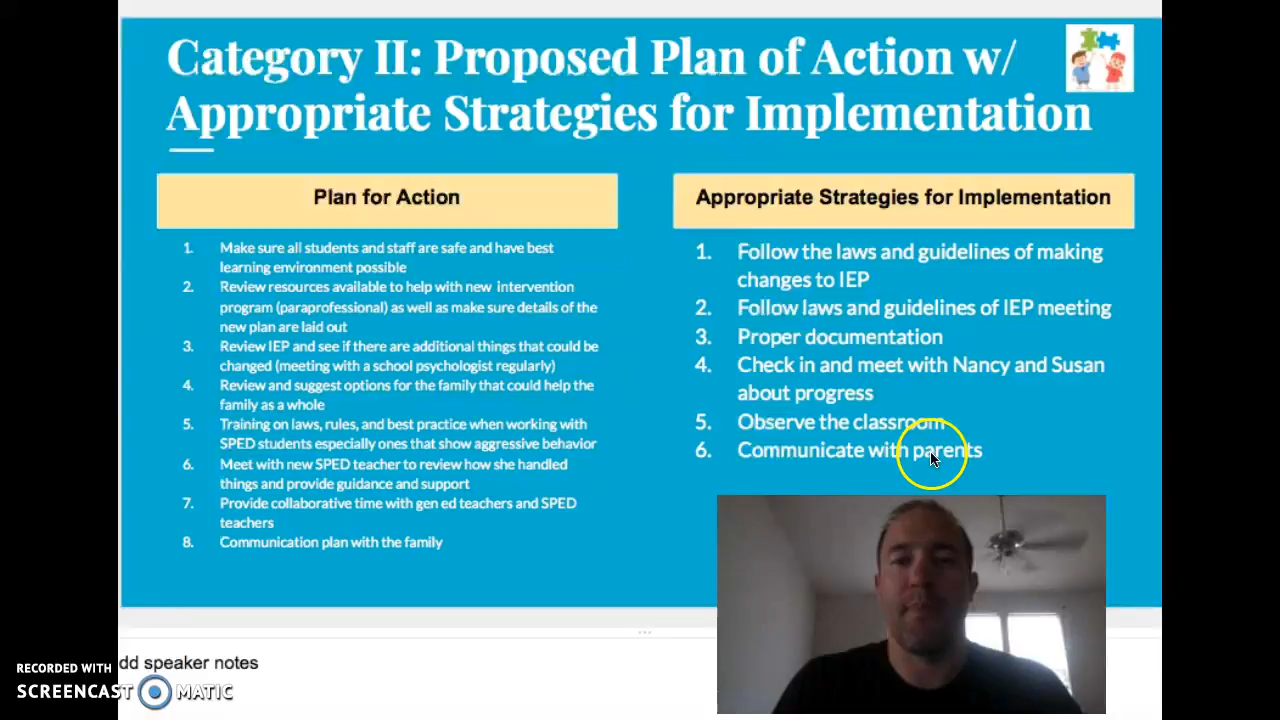 Category II: Proposed Plan of Action w/
Appropriate Strategies for Implementation
Plan for Action
1. Make sure all students and staff are safe and have best
learning environment possible
2. Review resources available to help with new intervention
program (paraprofessional) as well as make sure details of the
new plan are laid out
3. Review IEP and see if there are additional things that could be
changed (meeting with a school psychologist regularly)
4. Review and suggest options for the family that could help the
family as a whole
5. Training on laws, rules, and best practice when working with
SPED students especially ones that show aggressive behavior
6. Meet with new SPED teacher to review how she handled
things and provide guidance and support
7. Provide collaborative time with gen ed teachers and SPED
teachers
8. Communication plan with the family
Appropriate Strategies for Implementation
1. Follow the laws and guidelines of making
changes to IEP
2. Follow laws and guidelines of IEP meeting
3. Proper documentation
4. Check in and meet with Nancy and Susan
about progress
5. Observe the classroom
6. Communicate with parents
dd speaker notes
RECORDED WITH
SCREENCAST MATIC